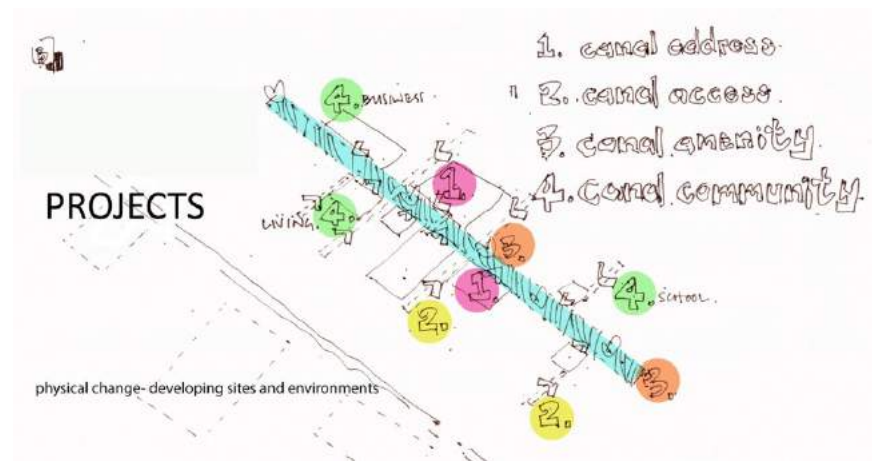 1. canal address.
2. canal access.
3. canal amenity.
4. canal community.
4. BUSINESS.
1.
PROJECTS
LIVING. 4.
3.
1.
4. SCHOOL.
2.
3.
physical change- developing sites and environments
2.